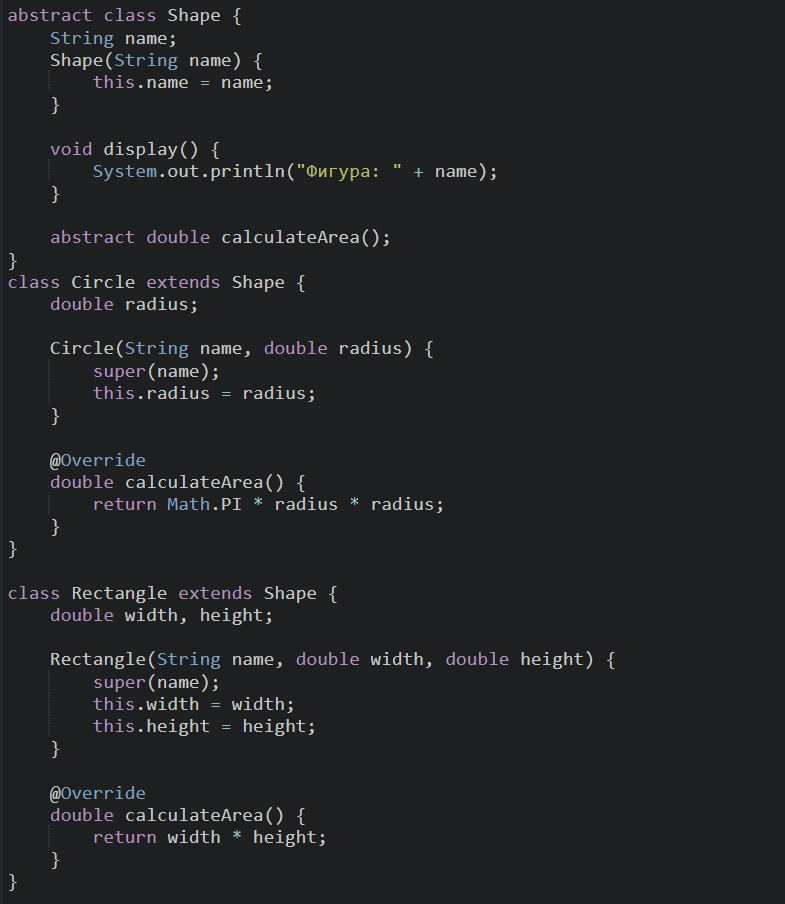 abstract class Shape {
    String name;
    Shape(String name) {
        this.name = name;
    }

    void display() {
        System.out.println("Фигура: " + name);
    }

    abstract double calculateArea();
}
class Circle extends Shape {
    double radius;

    Circle(String name, double radius) {
        super(name);
        this.radius = radius;
    }

    @Override
    double calculateArea() {
        return Math.PI * radius * radius;
    }
}

class Rectangle extends Shape {
    double width, height;

    Rectangle(String name, double width, double height) {
        super(name);
        this.width = width;
        this.height = height;
    }

    @Override
    double calculateArea() {
        return width * height;
    }
}